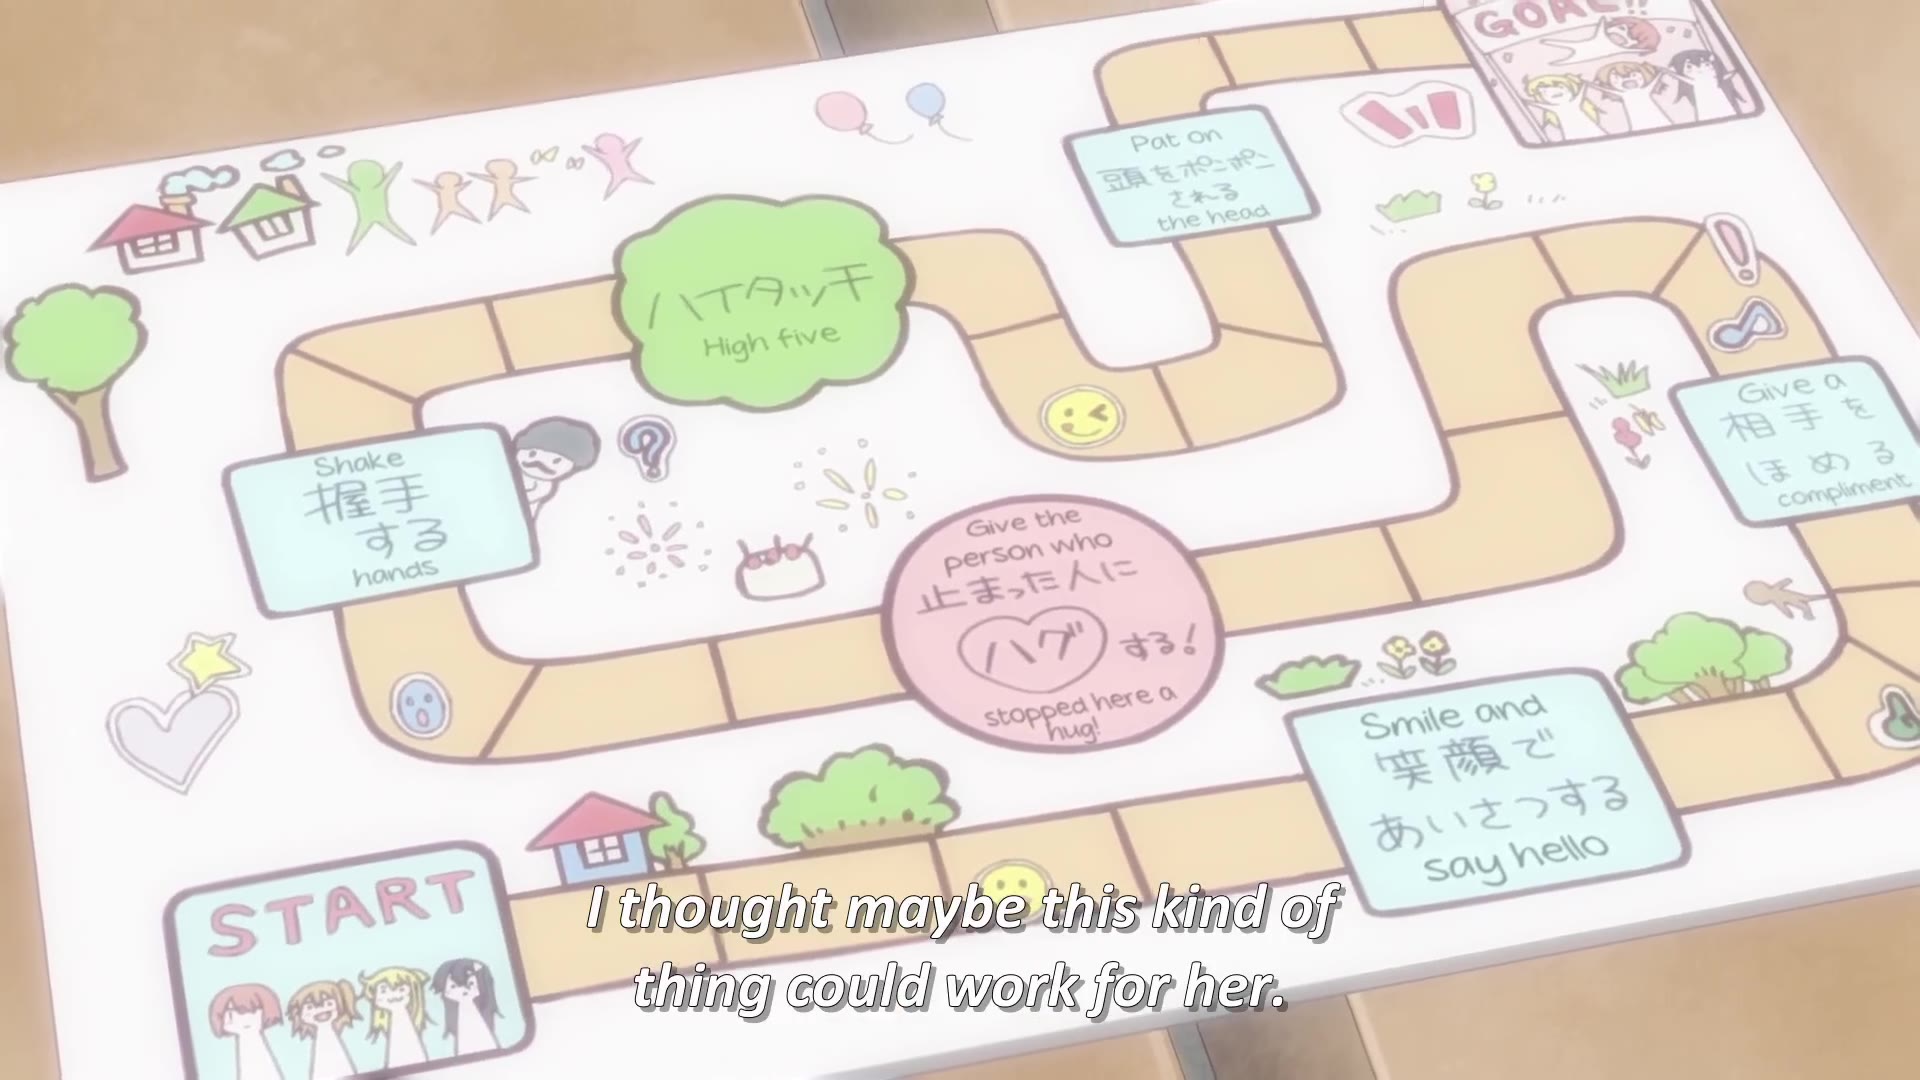 GOAL!!
Pat on
頭をポンポン
される
the head
ハイタッチ
High five
Give a
相手を
ほめる
compliment
Shake
握手
する
hands
Give the
person who
止まった人に
ハグする!
stopped here a
hug!
Smile and
笑顔で
あいさつする
say hello
START
I thought maybe this kind of
thing could work for her.